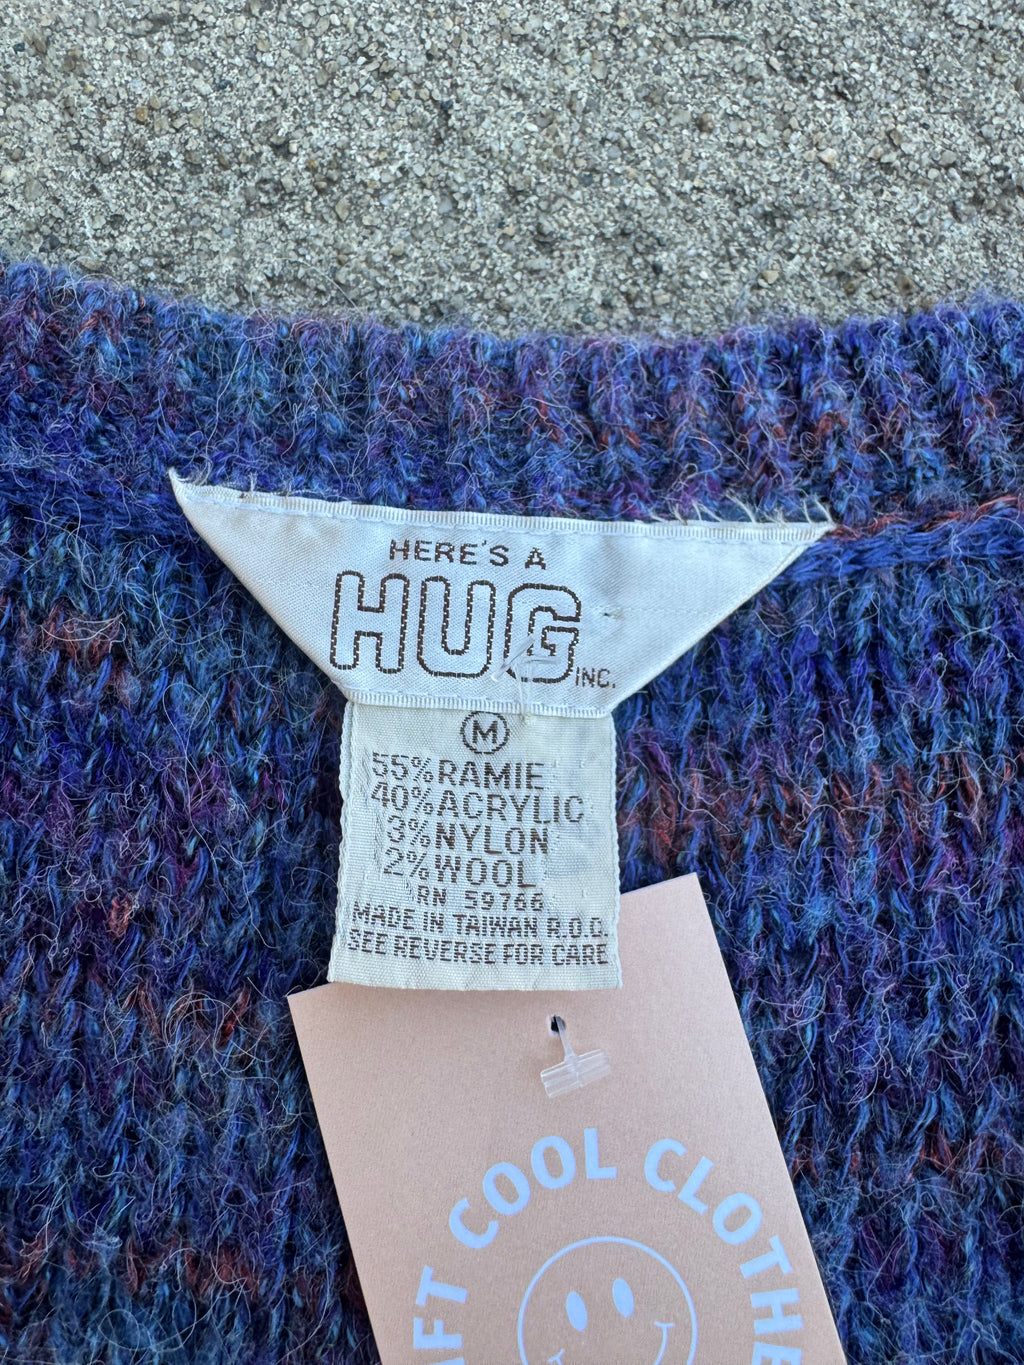 HERE'S A
HUG
INC.
M
55% RAMIE
40% ACRYLIC
3% NYLON
2% WOOL
RN 59766
MADE IN TAIWAN R.O.C.
SEE REVERSE FOR CARE
COOL CLOTHE